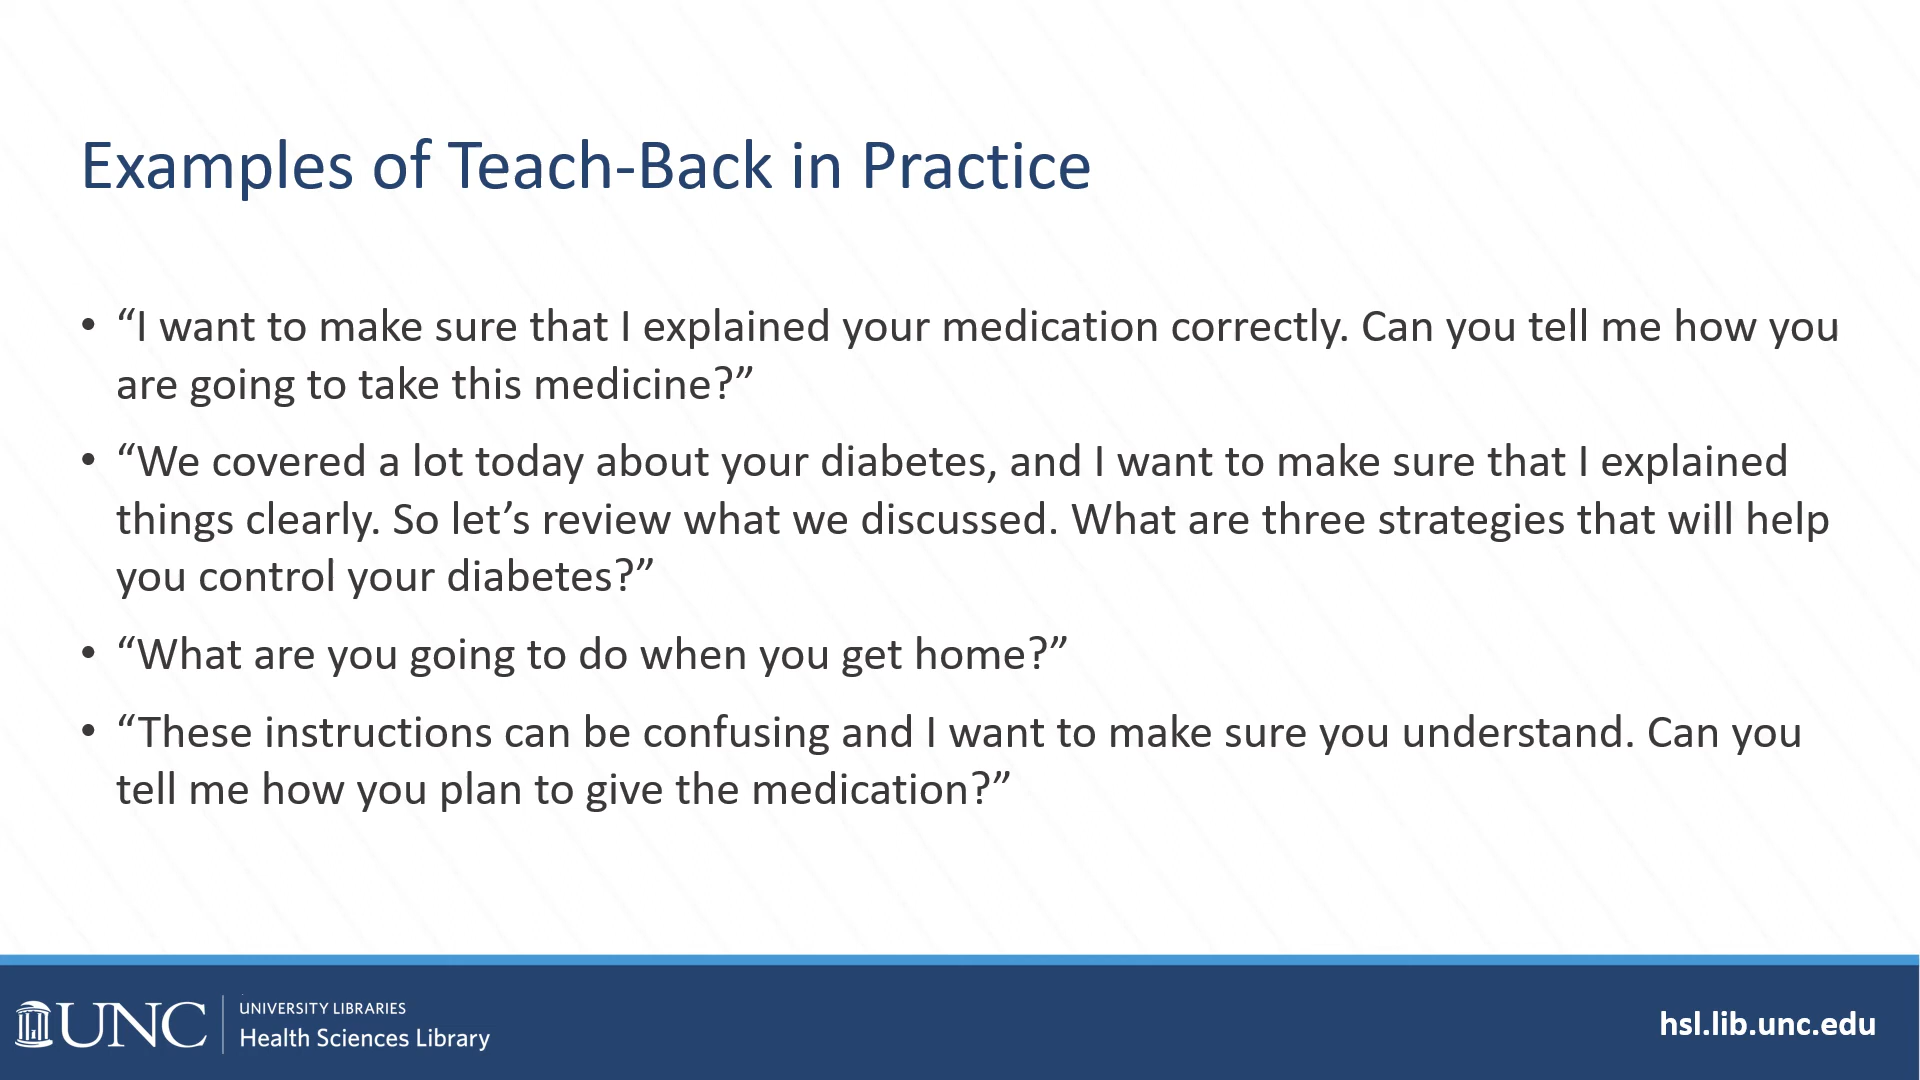 Examples of Teach-Back in Practice
• “I want to make sure that I explained your medication correctly. Can you tell me how you
are going to take this medicine?”
• “We covered a lot today about your diabetes, and I want to make sure that I explained
things clearly. So let’s review what we discussed. What are three strategies that will help
you control your diabetes?”
• “What are you going to do when you get home?”
• “These instructions can be confusing and I want to make sure you understand. Can you
tell me how you plan to give the medication?”
UNC
UNIVERSITY LIBRARIES
Health Sciences Library
hsl.lib.unc.edu